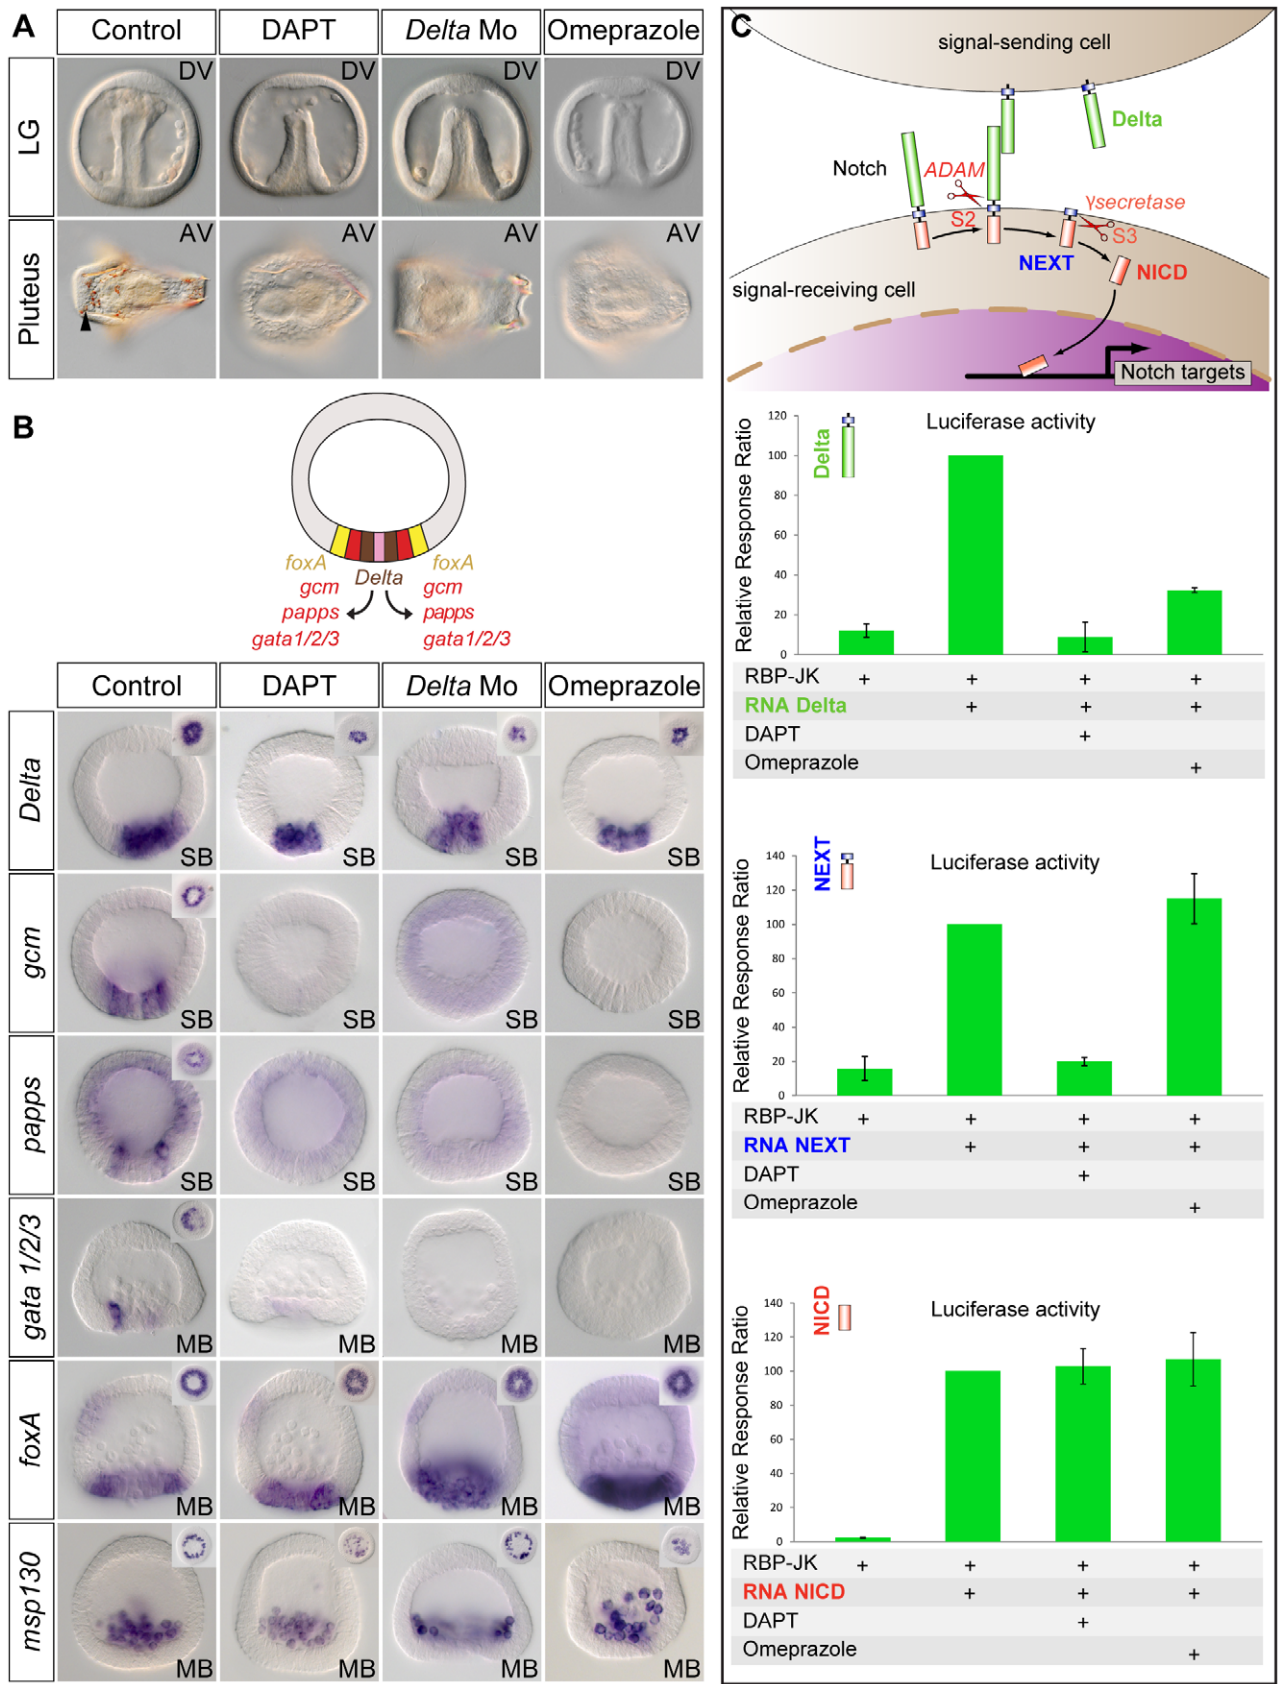 A
Control DAPT Delta Mo Omeprazole
LG DV DV DV DV
Pluteus AV AV AV AV
B
foxA foxA
Delta
gcm gcm
papps papps
gata1/2/3 gata1/2/3
Control DAPT Delta Mo Omeprazole
Delta SB SB SB SB
gcm SB SB SB SB
papps SB SB SB SB
gata 1/2/3 MB MB MB MB
foxA MB MB MB MB
msp130 MB MB MB MB
C
signal-sending cell
Delta
Notch ADAM
γsecretase
S2 S3
NEXT NICD
signal-receiving cell
Notch targets
Luciferase activity
Delta
Relative Response Ratio
120
100
80
60
40
20
0
RBP-JK + + + +
RNA Delta + + +
DAPT +
Omeprazole +
Luciferase activity
NEXT
Relative Response Ratio
140
120
100
80
60
40
20
0
RBP-JK + + + +
RNA NEXT + + +
DAPT +
Omeprazole +
Luciferase activity
NICD
Relative Response Ratio
140
120
100
80
60
40
20
0
RBP-JK + + + +
RNA NICD + + +
DAPT +
Omeprazole +